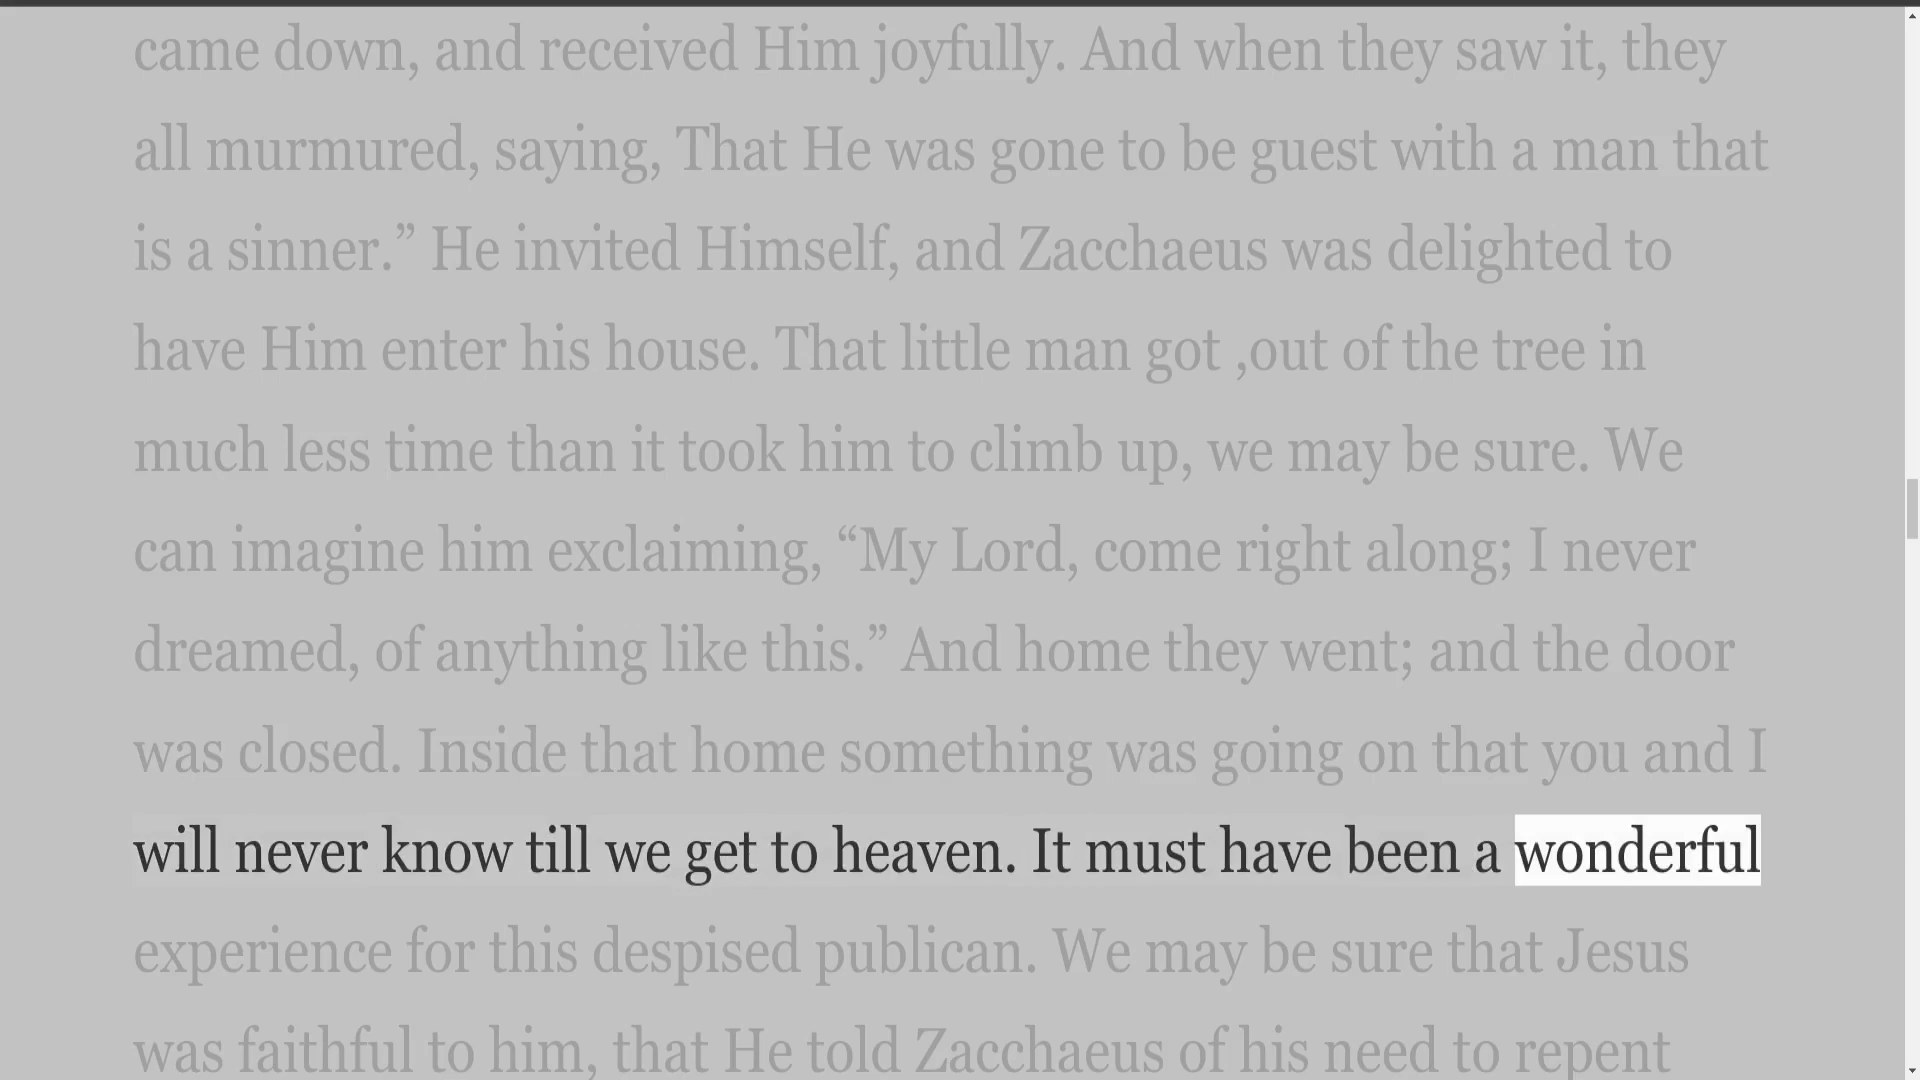 came down, and received Him joyfully. And when they saw it, they
all murmured, saying, That He was gone to be guest with a man that
is a sinner.” He invited Himself, and Zacchaeus was delighted to
have Him enter his house. That little man got ,out of the tree in
much less time than it took him to climb up, we may be sure. We
can imagine him exclaiming, “My Lord, come right along; I never
dreamed, of anything like this.” And home they went; and the door
was closed. Inside that home something was going on that you and I
will never know till we get to heaven. It must have been a wonderful
experience for this despised publican. We may be sure that Jesus
was faithful to him, that He told Zacchaeus of his need to repent